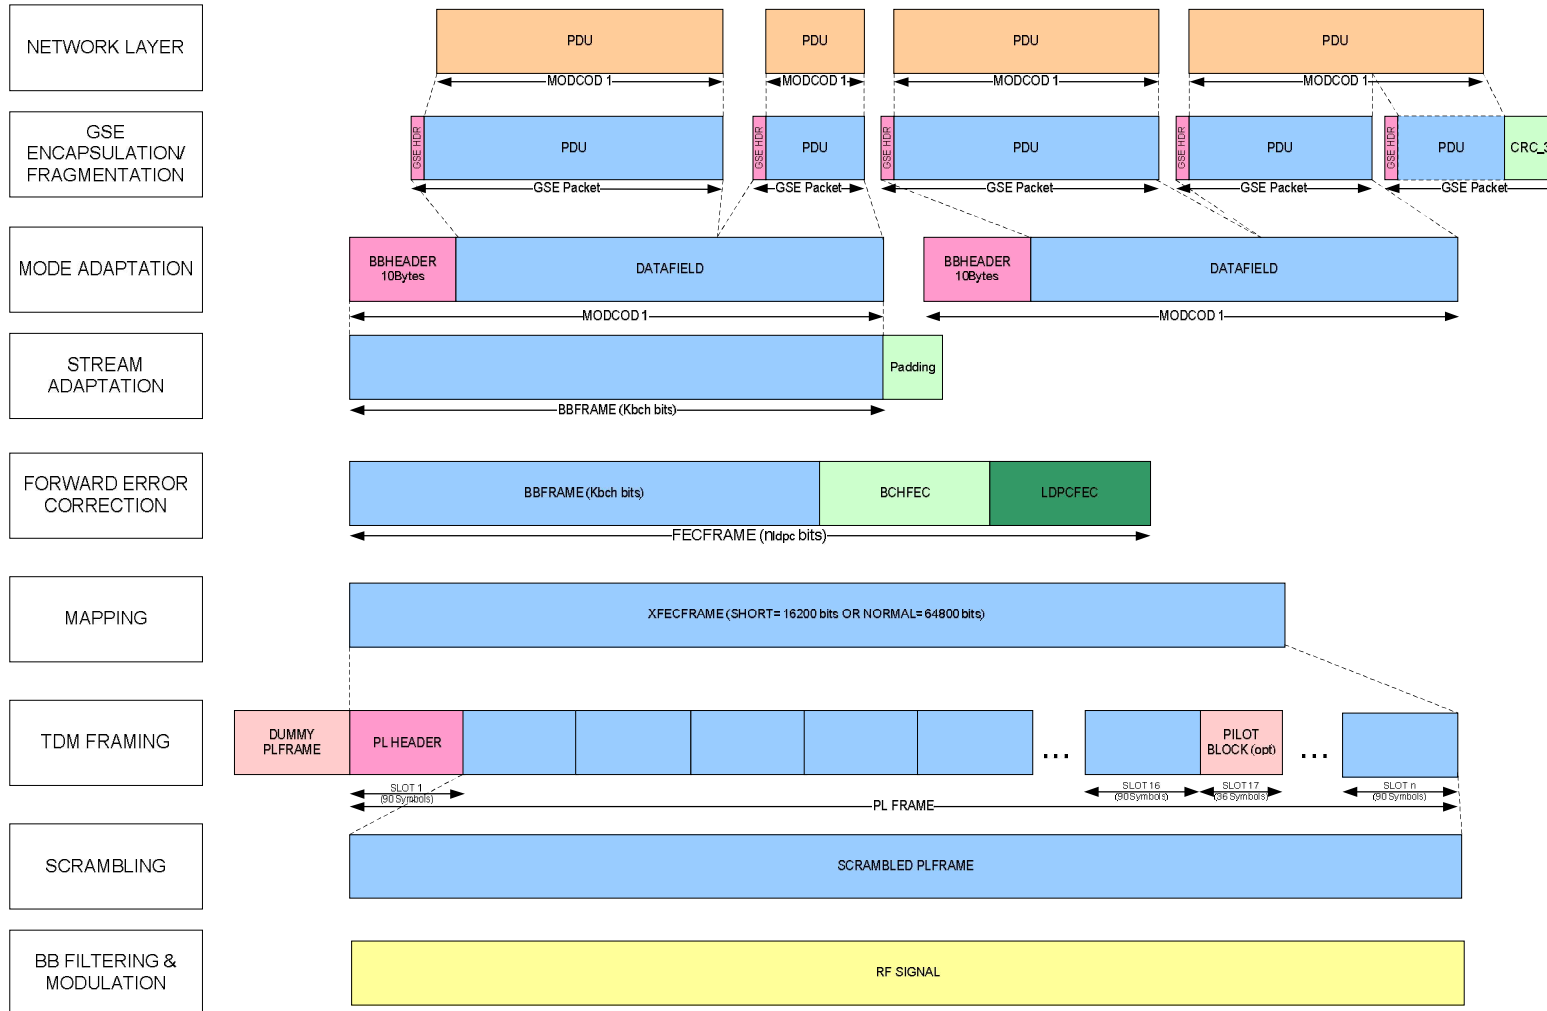 NETWORK LAYER
PDU
PDU
PDU
PDU
MODCOD 1
MODCOD 1
MODCOD 1
MODCOD 1
GSE
ENCAPSULATION/
FRAGMENTATION
GSE HDR
PDU
GSE HDR
PDU
GSE HDR
PDU
GSE HDR
PDU
GSE HDR
PDU
CRC_3
GSE Packet
GSE Packet
GSE Packet
GSE Packet
GSE Packet
MODE ADAPTATION
BBHEADER
10Bytes
DATAFIELD
BBHEADER
10Bytes
DATAFIELD
MODCOD 1
MODCOD 1
STREAM
ADAPTATION
Padding
BBFRAME (Kbch bits)
FORWARD ERROR
CORRECTION
BBFRAME (Kbch bits)
BCHFEC
LDPCFEC
FECFRAME (nldpc bits)
MAPPING
XFECFRAME (SHORT= 16200 bits OR NORMAL= 64800 bits)
TDM FRAMING
DUMMY
PLFRAME
PL HEADER
...
PILOT
BLOCK (opt)
...
SLOT 1
(90 Symbols)
SLOT 16
(90 Symbols)
SLOT 17
(36 Symbols)
SLOT n
(90 Symbols)
PL FRAME
SCRAMBLING
SCRAMBLED PLFRAME
BB FILTERING &
MODULATION
RF SIGNAL